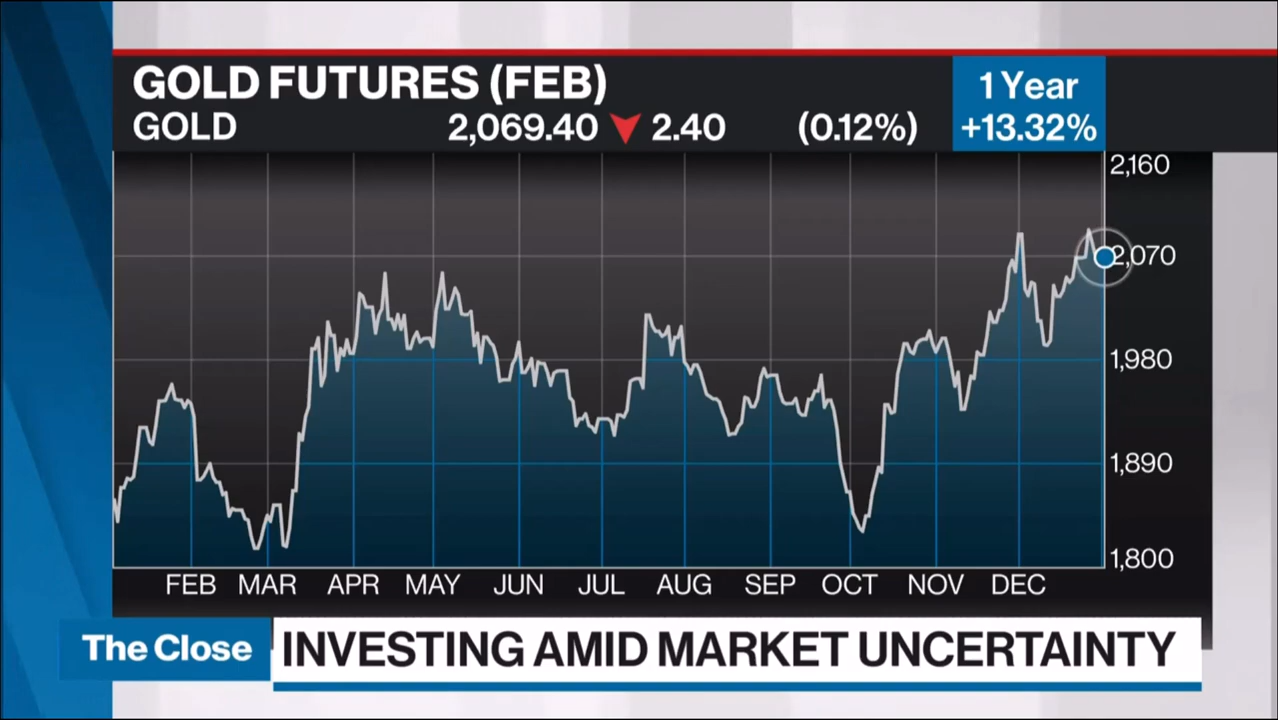 GOLD FUTURES (FEB)
1 Year
GOLD 2,069.40 2.40 (0.12%) +13.32%
2,160
2,070
1,980
1,890
1,800
FEB MAR APR MAY JUN JUL AUG SEP OCT NOV DEC
The Close
INVESTING AMID MARKET UNCERTAINTY